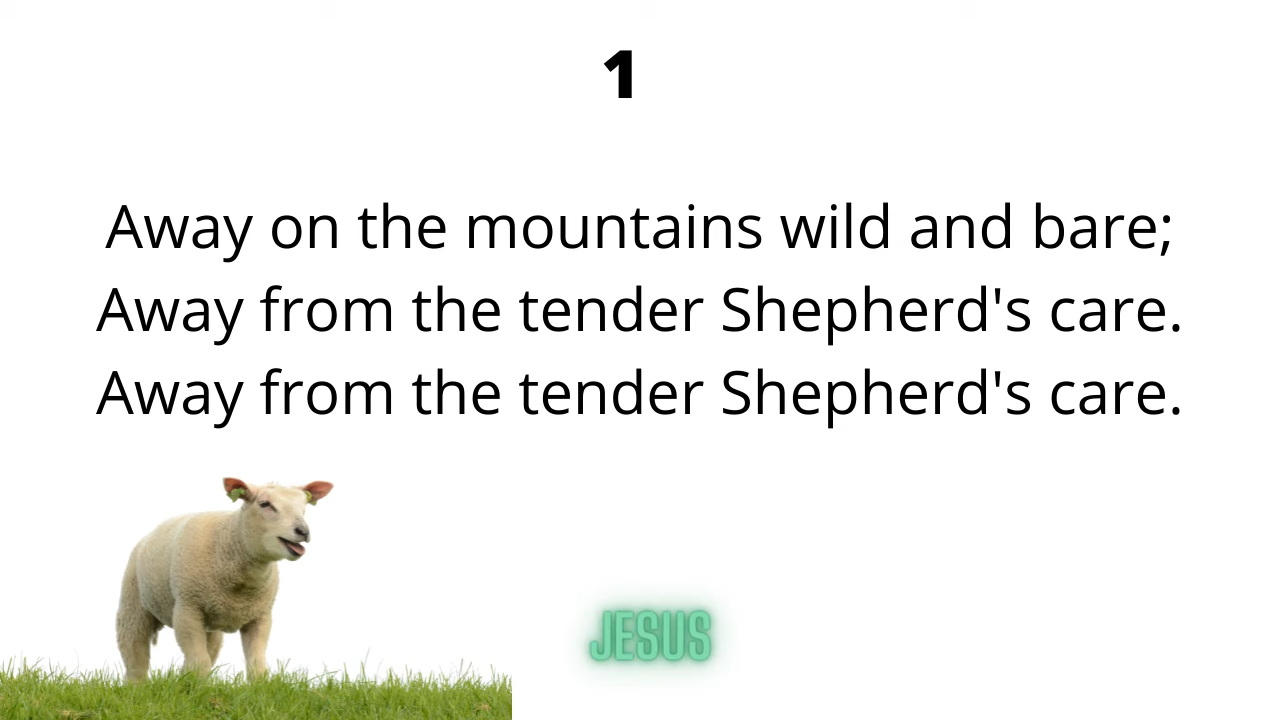 1
Away on the mountains wild and bare;
Away from the tender Shepherd's care.
Away from the tender Shepherd's care.
JESUS